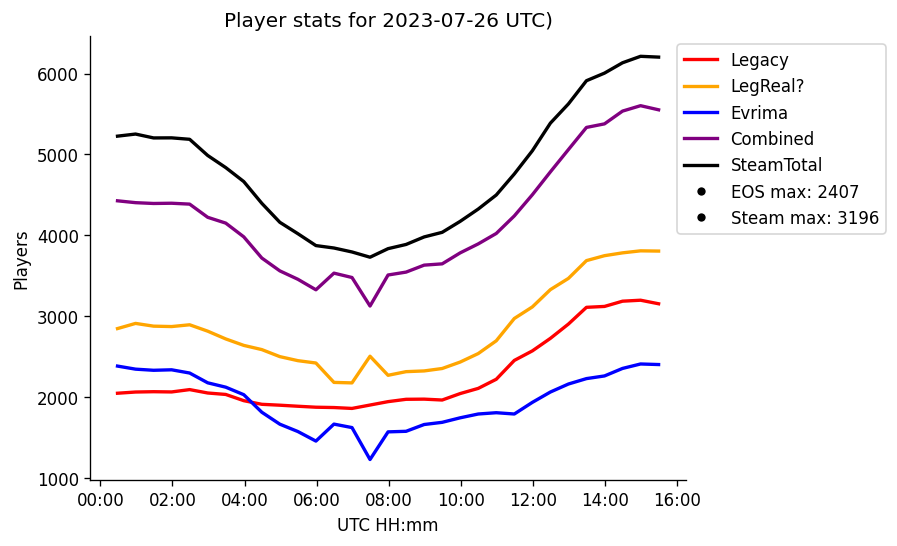 Player stats for 2023-07-26 UTC)
Players
6000
5000
4000
3000
2000
1000
00:00 02:00 04:00 06:00 08:00 10:00 12:00 14:00 16:00
UTC HH:mm
Legacy
LegReal?
Evrima
Combined
SteamTotal
EOS max: 2407
Steam max: 3196